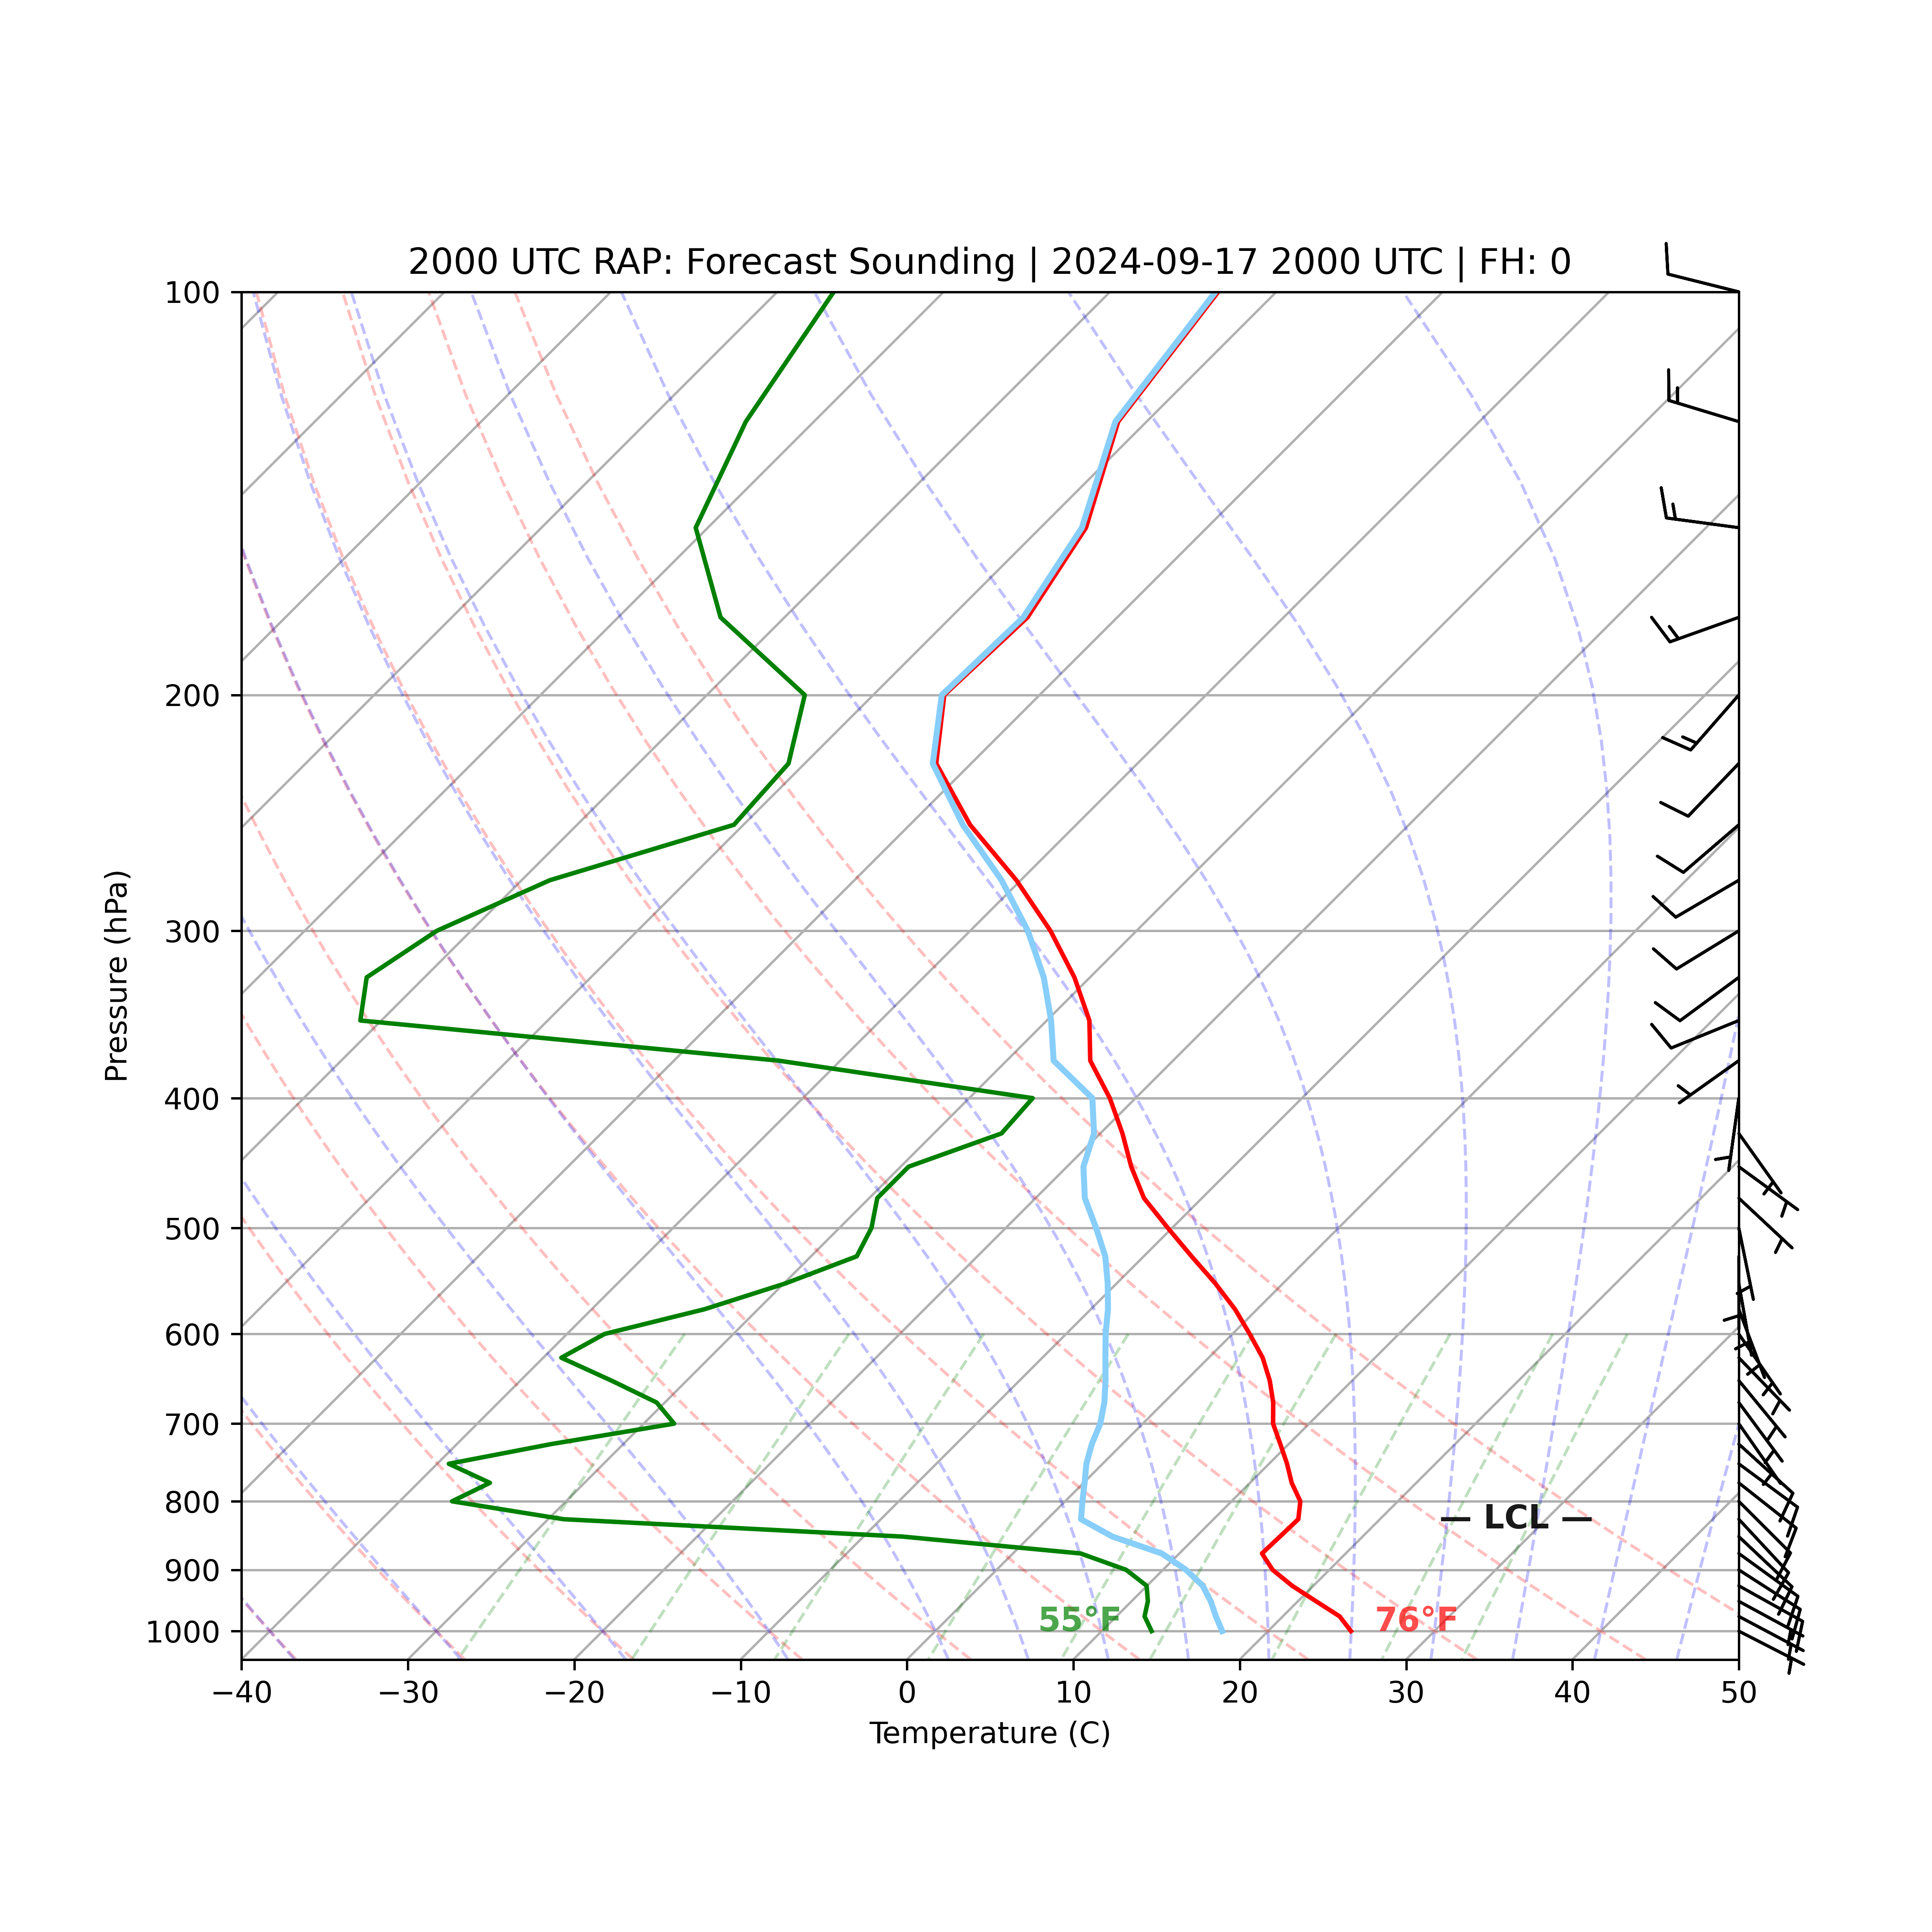 2000 UTC RAP: Forecast Sounding | 2024-09-17 2000 UTC | FH: 0
100
200
300
400
500
600
700
800
900
1000
Pressure (hPa)
— LCL —
55°F
76°F
−40 −30 −20 −10 0 10 20 30 40 50
Temperature (C)